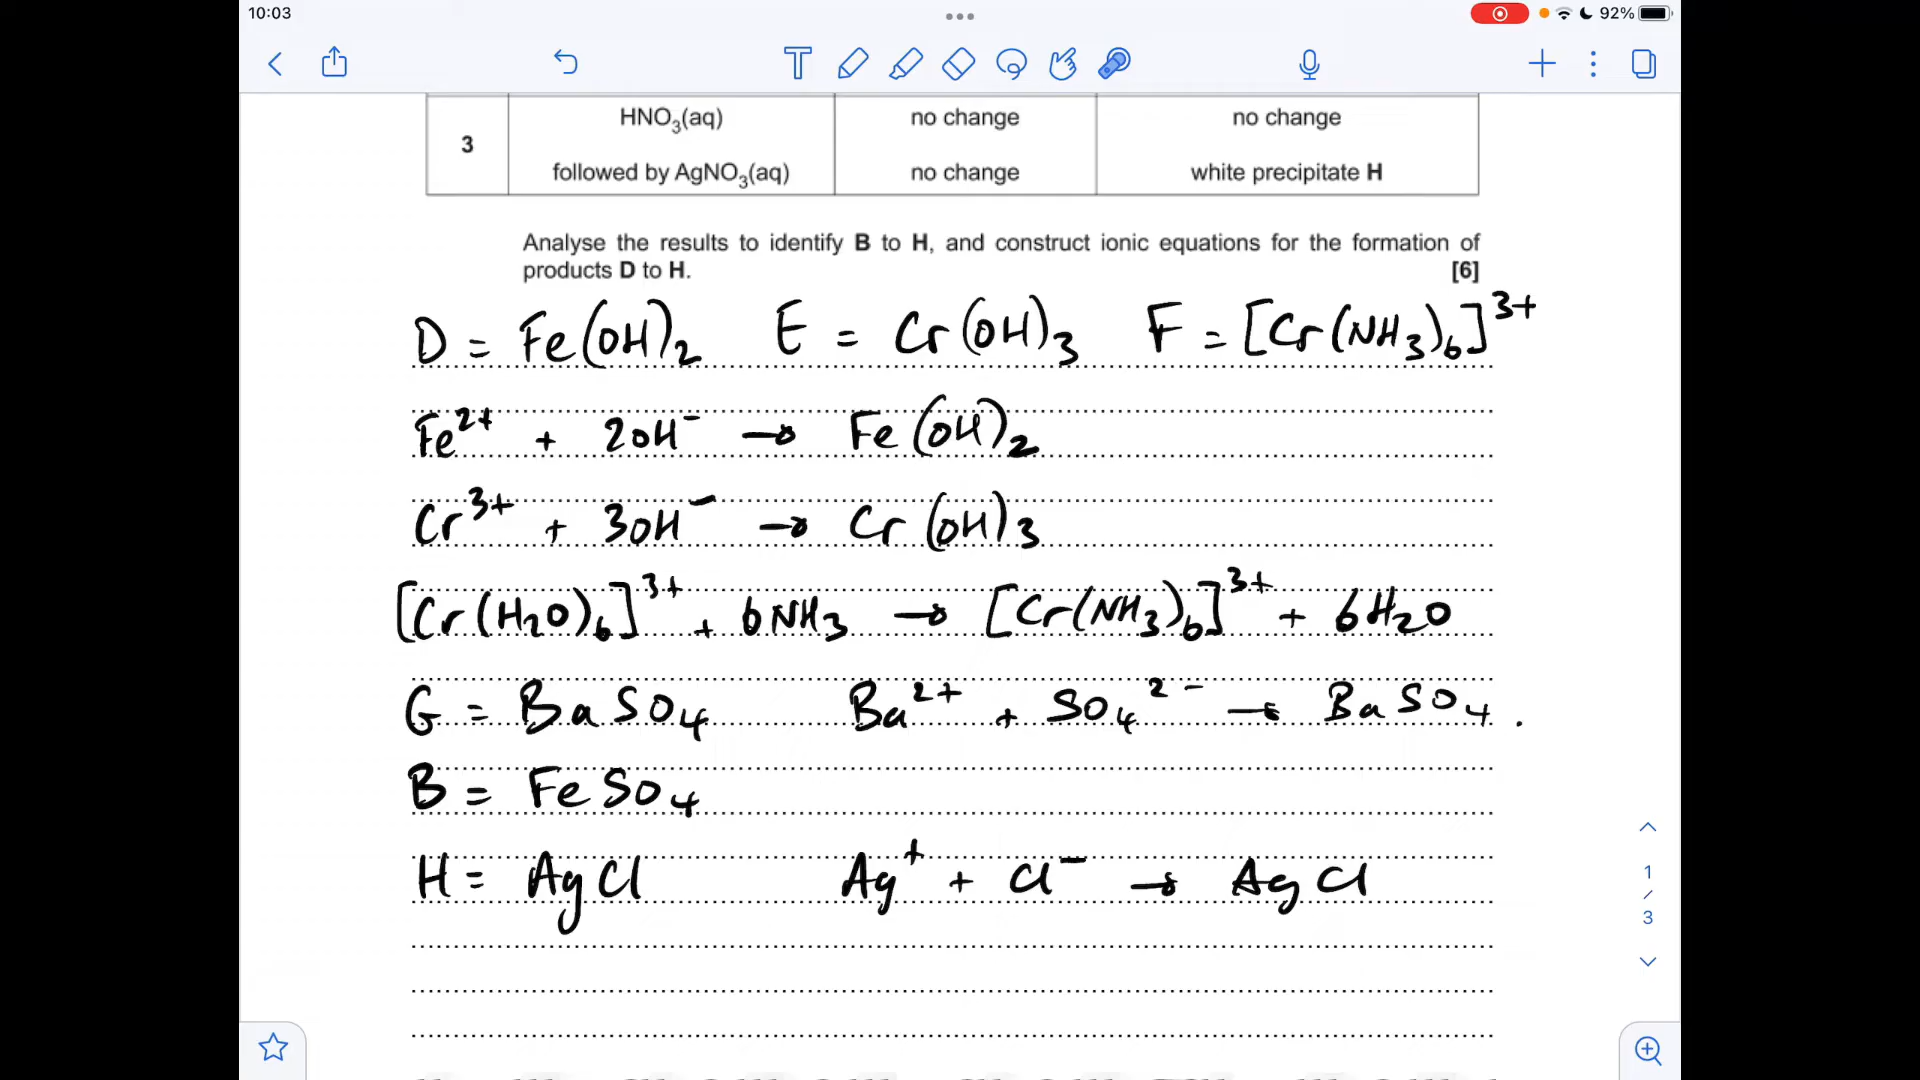 10:03
92%
HNO₃(aq) no change no change
3
followed by AgNO₃(aq) no change white precipitate H
Analyse the results to identify B to H, and construct ionic equations for the formation of
products D to H. [6]
D = Fe(OH)₂ E = Cr(OH)₃ F = [Cr(NH₃)₆]³⁺
Fe²⁺ + 2OH⁻ → Fe(OH)₂
Cr³⁺ + 3OH⁻ → Cr(OH)₃
[Cr(H₂O)₆]³⁺ + 6NH₃ → [Cr(NH₃)₆]³⁺ + 6H₂O
G = BaSO₄ Ba²⁺ + SO₄²⁻ → BaSO₄.
B = FeSO₄
H = AgCl Ag⁺ + Cl⁻ → AgCl
1
/
3